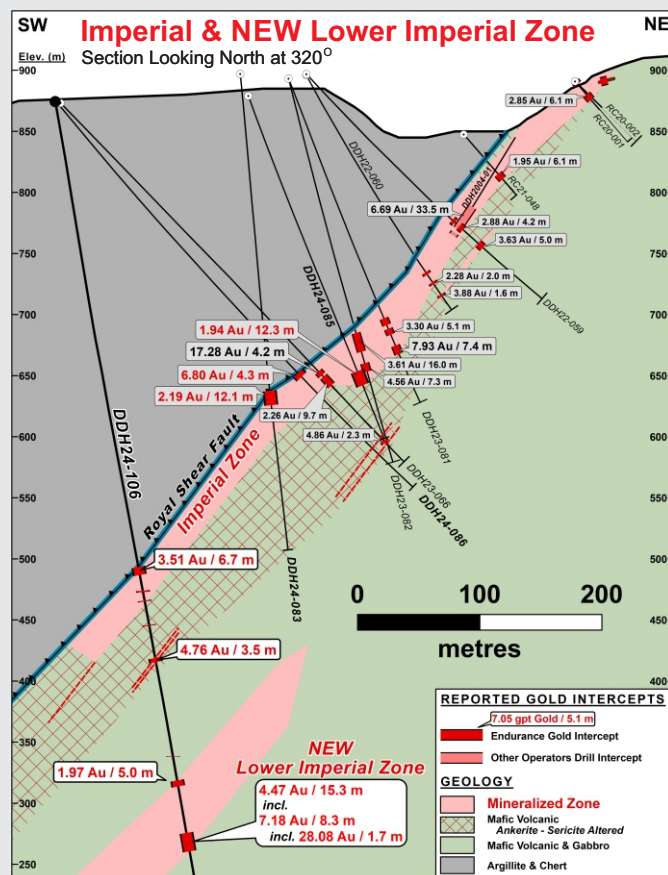 SW
Imperial & NEW Lower Imperial Zone
NE
Elev. (m)
Section Looking North at 320O
900
850
800
750
700
650
600
550
500
450
400
350
300
250
900
850
800
750
700
650
600
550
500
450
400
2.85 Au / 6.1 m
RC20-002
RC20-001
1.95 Au / 6.1 m
RC21-048
DDH22-060
DDH2004-01
6.69 Au / 33.5 m
2.88 Au / 4.2 m
3.63 Au / 5.0 m
2.28 Au / 2.0 m
3.88 Au / 1.6 m
DDH22-059
DDH24-085
1.94 Au / 12.3 m
3.30 Au / 5.1 m
17.28 Au / 4.2 m
7.93 Au / 7.4 m
3.61 Au / 16.0 m
6.80 Au / 4.3 m
4.56 Au / 7.3 m
2.19 Au / 12.1 m
2.26 Au / 9.7 m
4.86 Au / 2.3 m
DDH23-081
DDH23-066
DDH24-086
DDH23-082
DDH24-106
Royal Shear Fault
Imperial Zone
DDH24-083
3.51 Au / 6.7 m
0 100 200
metres
4.76 Au / 3.5 m
NEW
Lower Imperial Zone
1.97 Au / 5.0 m
4.47 Au / 15.3 m
incl.
7.18 Au / 8.3 m
incl. 28.08 Au / 1.7 m
REPORTED GOLD INTERCEPTS
7.05 gpt Gold / 5.1 m
Endurance Gold Intercept
Other Operators Drill Intercept
GEOLOGY
Mineralized Zone
Mafic Volcanic
Ankerite - Sericite Altered
Mafic Volcanic & Gabbro
Argillite & Chert